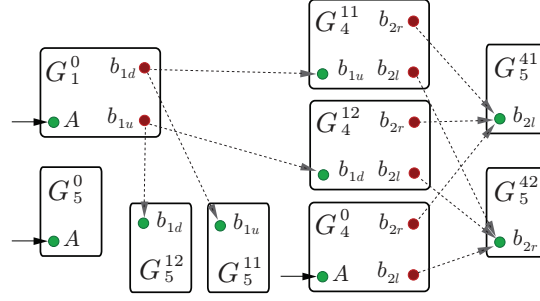 G_1^0 b_{1d}
A b_{1u}
G_5^0
A
b_{1d}
G_5^{12}
b_{1u}
G_5^{11}
G_4^{11} b_{2r}
b_{1u} b_{2l}
G_4^{12} b_{2r}
b_{1d} b_{2l}
G_4^0 b_{2r}
A b_{2l}
G_5^{41}
b_{2l}
G_5^{42}
b_{2r}